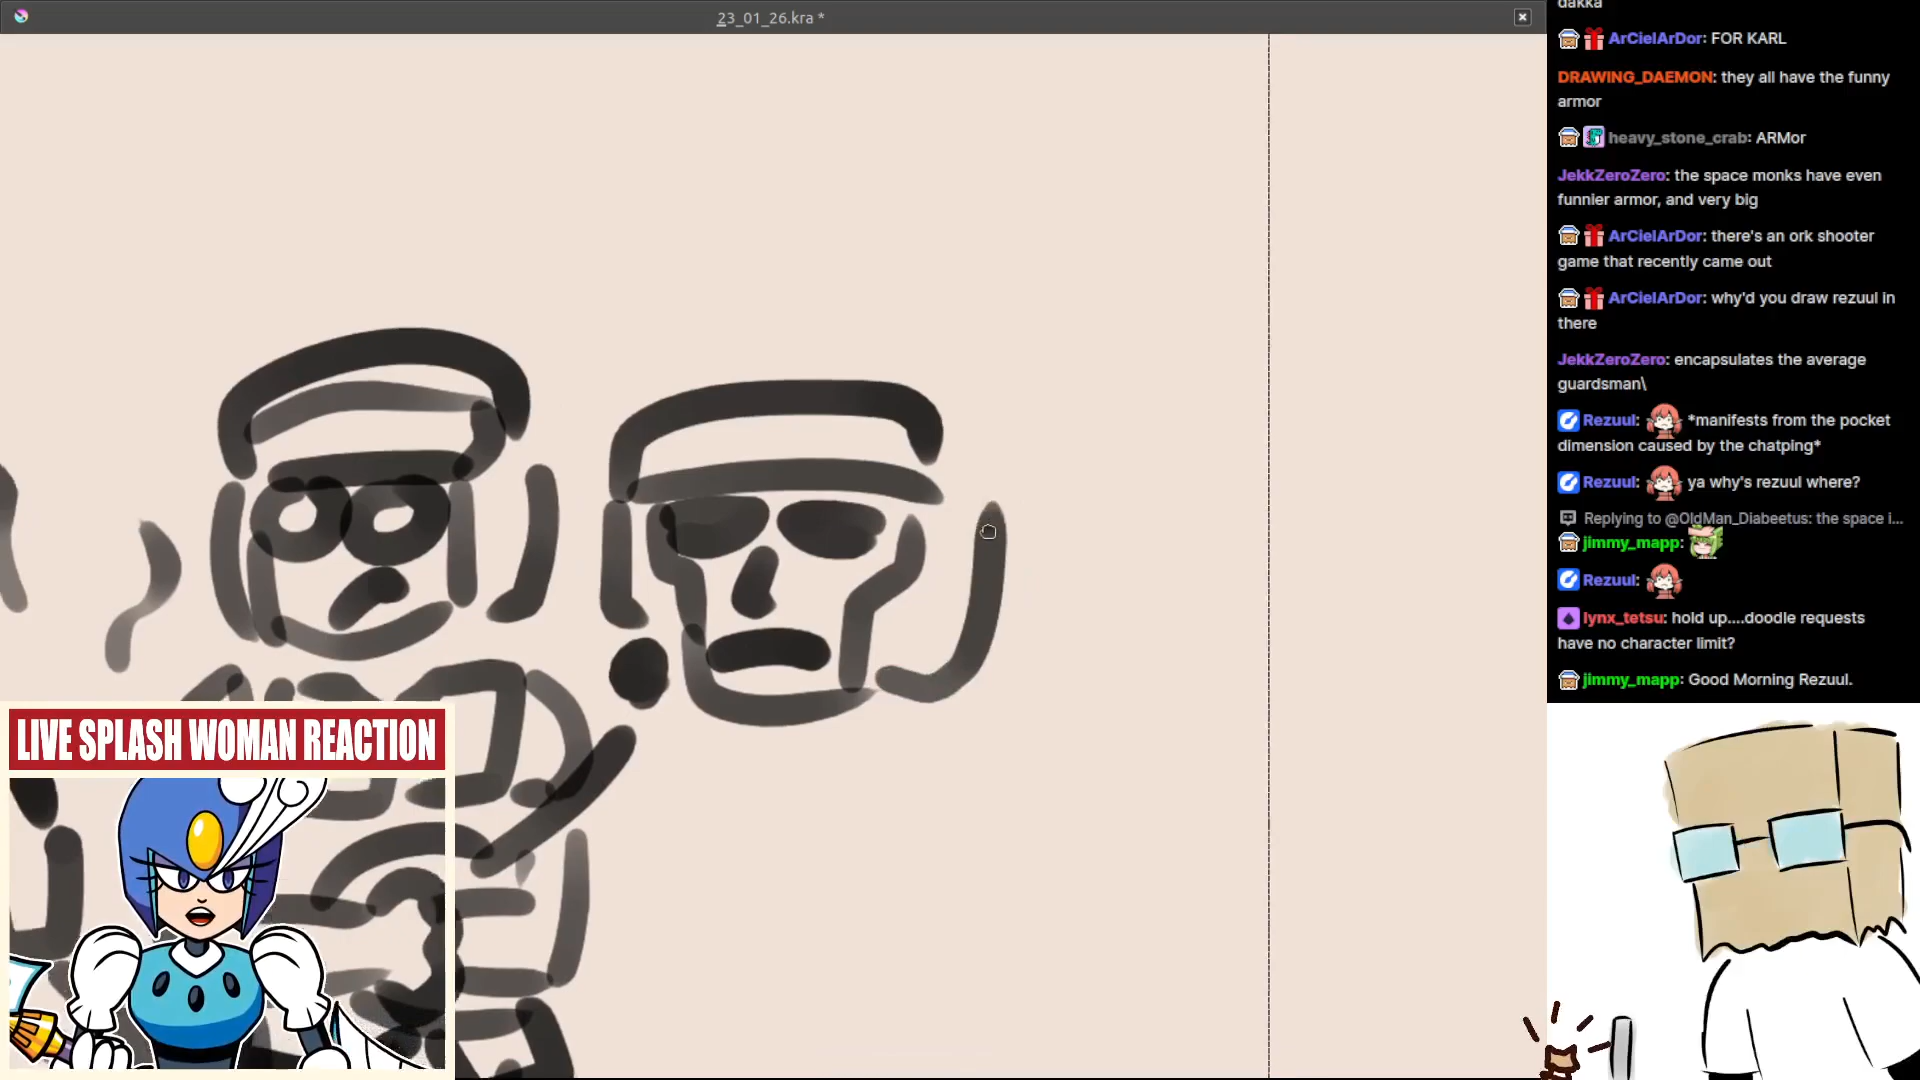 23_01_26.kra *
dakka
ArCielArDor: FOR KARL
DRAWING_DAEMON: they all have the funny
armor
heavy_stone_crab: ARMor
JekkZeroZero: the space monks have even
funnier armor, and very big
ArCielArDor: there's an ork shooter
game that recently came out
ArCielArDor: why'd you draw rezuul in
there
JekkZeroZero: encapsulates the average
guardsman\
Rezuul: *manifests from the pocket
dimension caused by the chatping*
Rezuul: ya why's rezuul where?
Replying to @OldMan_Diabeetus: the space i...
jimmy_mapp:
Rezuul:
lynx_tetsu: hold up....doodle requests
have no character limit?
jimmy_mapp: Good Morning Rezuul.
LIVE SPLASH WOMAN REACTION